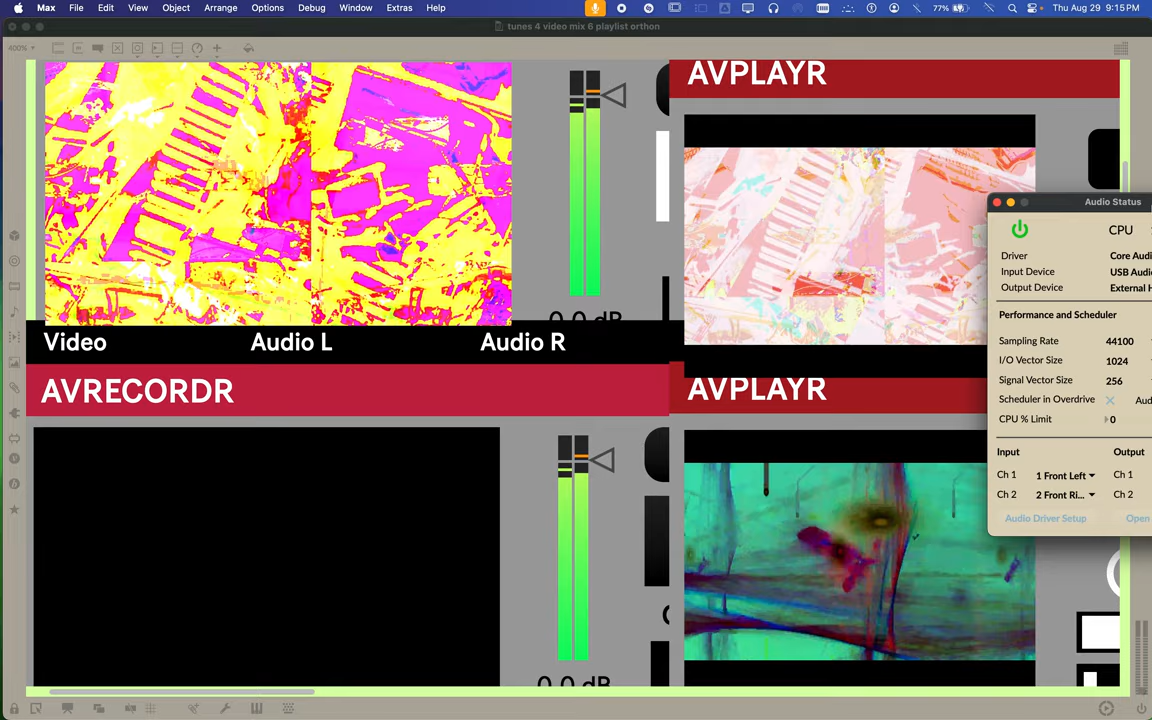 Max File Edit View Object Arrange Options Debug Window Extras Help 77% Thu Aug 29 9:15 PM
tunes 4 video mix 6 playlist orthon
400%
AVPLAYR
Audio Status
CPU
Driver Core Audi
Input Device USB Audi
Output Device External H
Performance and Scheduler
Sampling Rate 44100
I/O Vector Size 1024
Signal Vector Size 256
Scheduler in Overdrive Aud
CPU % Limit 0
Input Output
Ch 1 1 Front Left Ch 1
Ch 2 2 Front Ri... Ch 2
Audio Driver Setup Open
0.0 dB
Video Audio L Audio R
AVRECORDR
AVPLAYR
0.0 dB